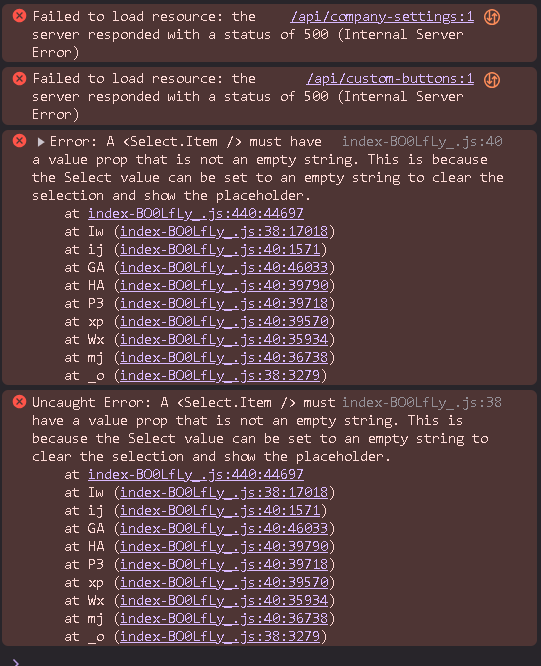 Failed to load resource: the /api/company-settings:1
server responded with a status of 500 (Internal Server
Error)
Failed to load resource: the /api/custom-buttons:1
server responded with a status of 500 (Internal Server
Error)
Error: A <Select.Item /> must have index-BO0LfLy_.js:40
a value prop that is not an empty string. This is because
the Select value can be set to an empty string to clear the
selection and show the placeholder.
at index-BO0LfLy_.js:440:44697
at Iw (index-BO0LfLy_.js:38:17018)
at ij (index-BO0LfLy_.js:40:1571)
at GA (index-BO0LfLy_.js:40:46033)
at HA (index-BO0LfLy_.js:40:39790)
at P3 (index-BO0LfLy_.js:40:39718)
at xp (index-BO0LfLy_.js:40:39570)
at Wx (index-BO0LfLy_.js:40:35934)
at mj (index-BO0LfLy_.js:40:36738)
at _o (index-BO0LfLy_.js:38:3279)
Uncaught Error: A <Select.Item /> must index-BO0LfLy_.js:38
have a value prop that is not an empty string. This is
because the Select value can be set to an empty string to
clear the selection and show the placeholder.
at index-BO0LfLy_.js:440:44697
at Iw (index-BO0LfLy_.js:38:17018)
at ij (index-BO0LfLy_.js:40:1571)
at GA (index-BO0LfLy_.js:40:46033)
at HA (index-BO0LfLy_.js:40:39790)
at P3 (index-BO0LfLy_.js:40:39718)
at xp (index-BO0LfLy_.js:40:39570)
at Wx (index-BO0LfLy_.js:40:35934)
at mj (index-BO0LfLy_.js:40:36738)
at _o (index-BO0LfLy_.js:38:3279)